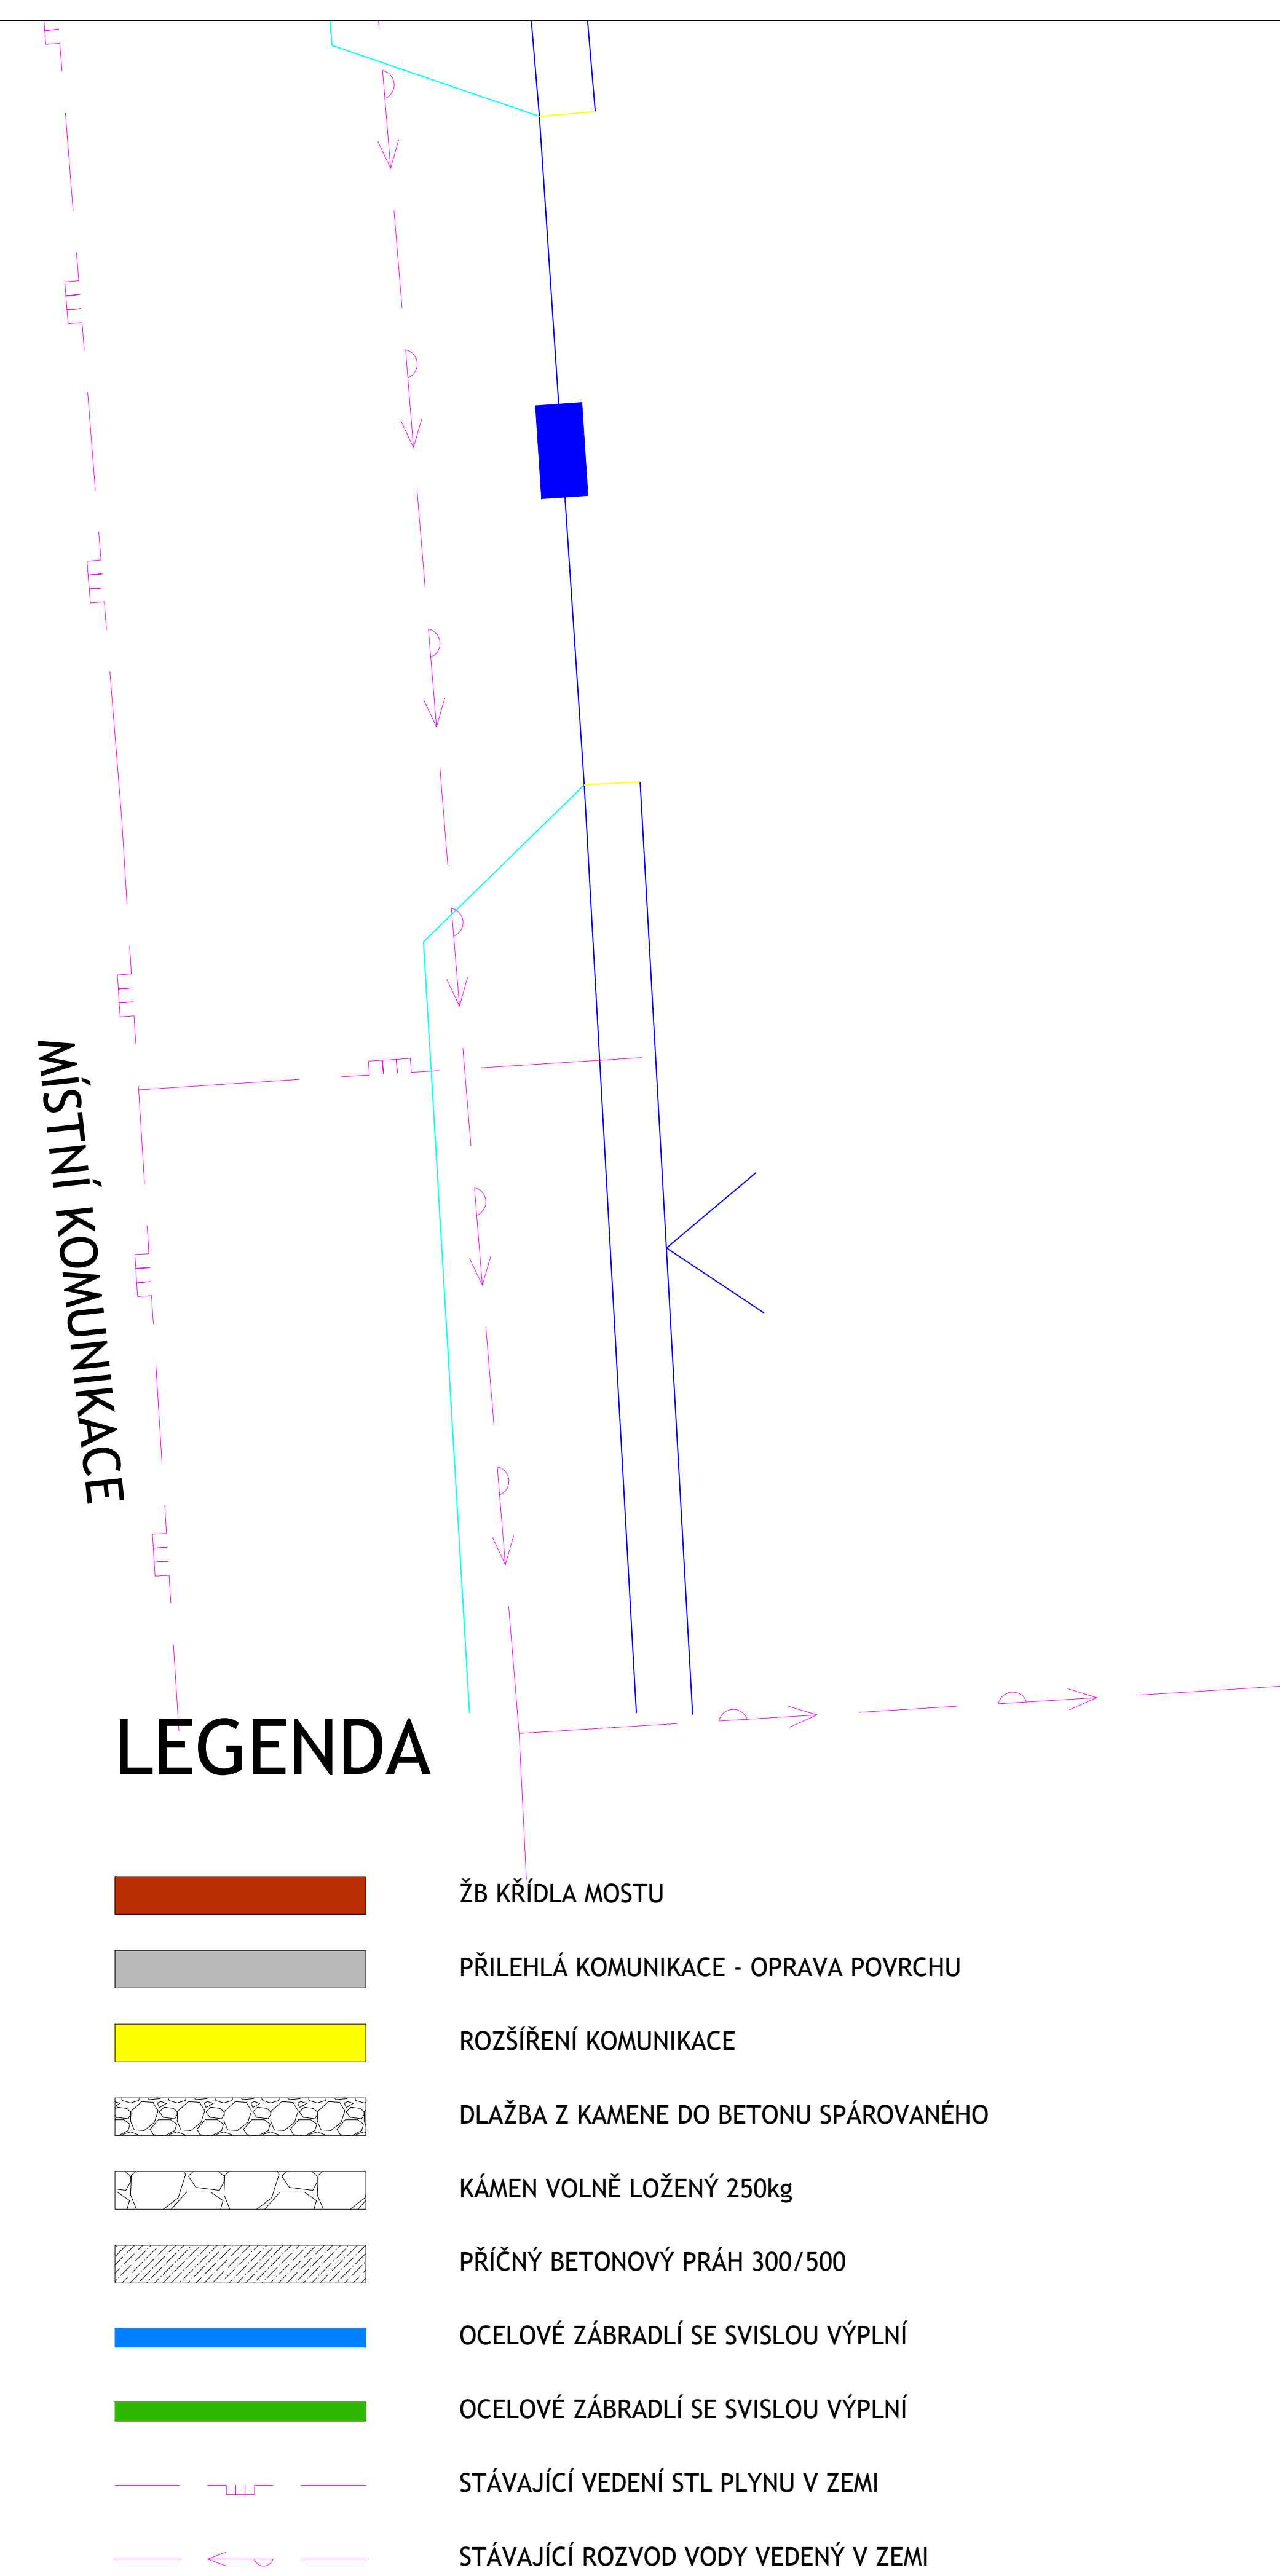 MÍSTNÍ KOMUNIKACE
LEGENDA
ŽB KŘÍDLA MOSTU
PŘILEHLÁ KOMUNIKACE - OPRAVA POVRCHU
ROZŠÍŘENÍ KOMUNIKACE
DLAŽBA Z KAMENE DO BETONU SPÁROVANÉHO
KÁMEN VOLNĚ LOŽENÝ 250kg
PŘÍČNÝ BETONOVÝ PRÁH 300/500
OCELOVÉ ZÁBRADLÍ SE SVISLOU VÝPLNÍ
OCELOVÉ ZÁBRADLÍ SE SVISLOU VÝPLNÍ
STÁVAJÍCÍ VEDENÍ STL PLYNU V ZEMI
STÁVAJÍCÍ ROZVOD VODY VEDENÝ V ZEMI